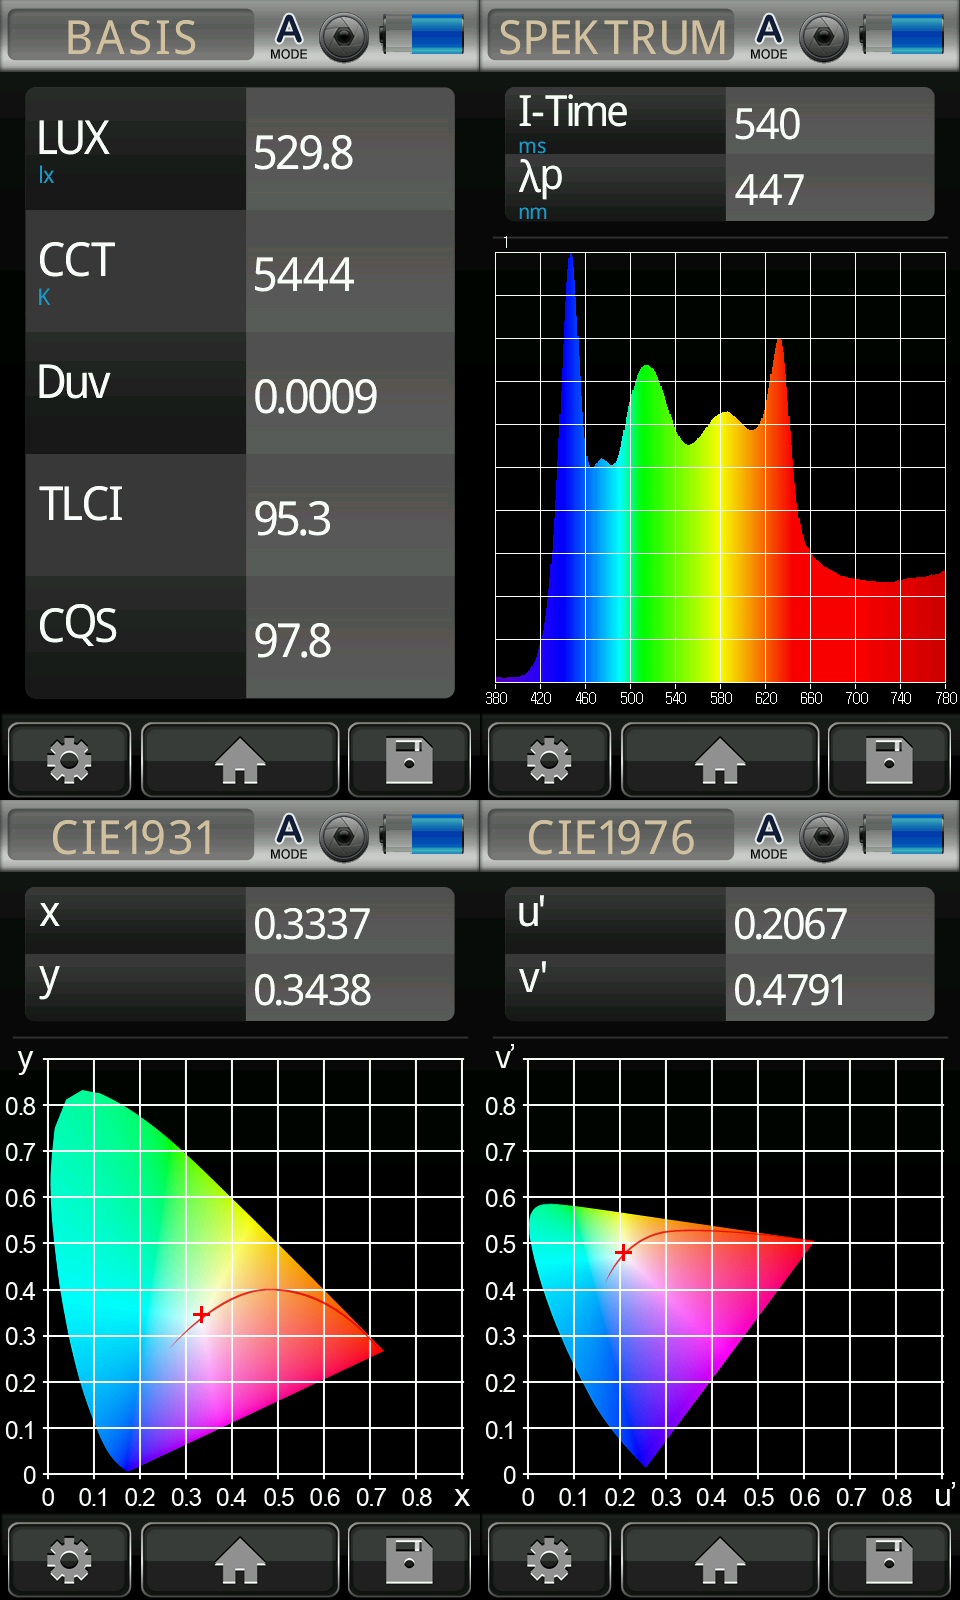 BASIS
A
MODE
LUX
lx
529.8
CCT
K
5444
Duv
0.0009
TLCI
95.3
CQS
97.8
SPEKTRUM
A
MODE
I-Time
ms
540
λp
nm
447
1
380 420 460 500 540 580 620 660 700 740 780
CIE1931
A
MODE
x
0.3337
y
0.3438
y
0.8
0.7
0.6
0.5
0.4
0.3
0.2
0.1
0
0 0.1 0.2 0.3 0.4 0.5 0.6 0.7 0.8 x
CIE1976
A
MODE
u'
0.2067
v'
0.4791
v’
0.8
0.7
0.6
0.5
0.4
0.3
0.2
0.1
0
0 0.1 0.2 0.3 0.4 0.5 0.6 0.7 0.8 u’